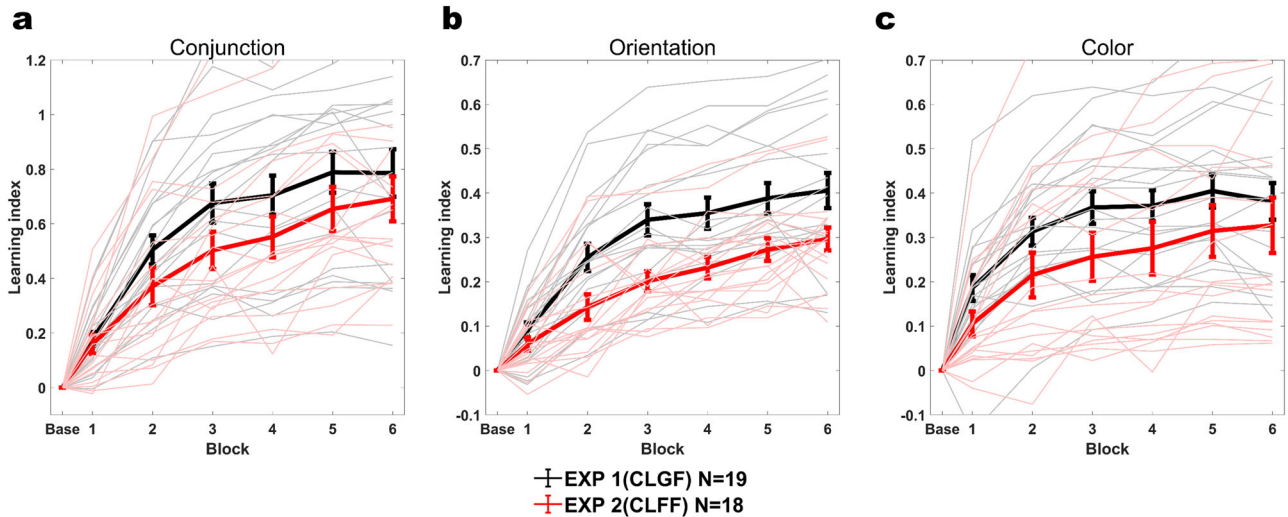 a
Conjunction
1.2
1
0.8
0.6
0.4
0.2
0
Learning index
Base 1 2 3 4 5 6
Block
b
Orientation
0.7
0.6
0.5
0.4
0.3
0.2
0.1
0
-0.1
Learning index
Base 1 2 3 4 5 6
Block
c
Color
0.7
0.6
0.5
0.4
0.3
0.2
0.1
0
-0.1
Learning index
Base 1 2 3 4 5 6
Block
EXP 1(CLGF) N=19
EXP 2(CLFF) N=18